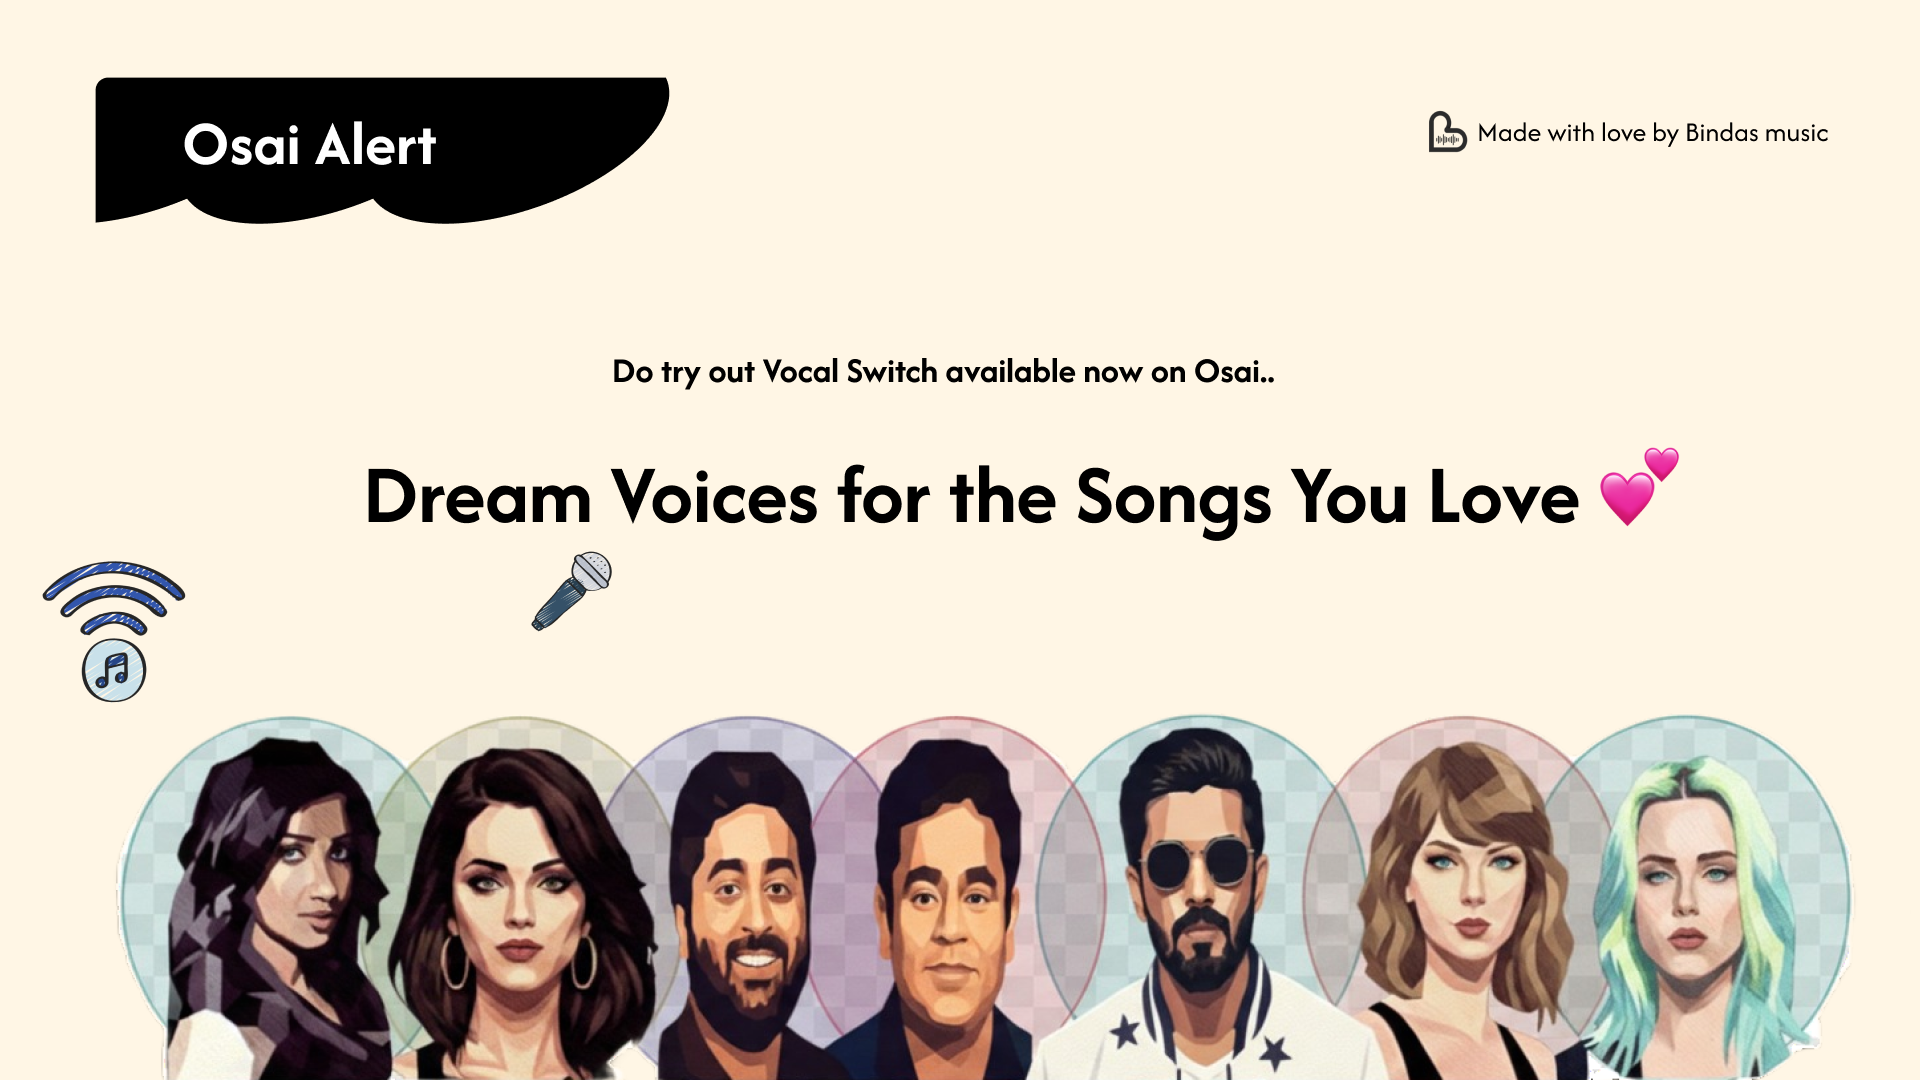 Osai Alert
Made with love by Bindas music
Do try out Vocal Switch available now on Osai..
Dream Voices for the Songs You Love 💕